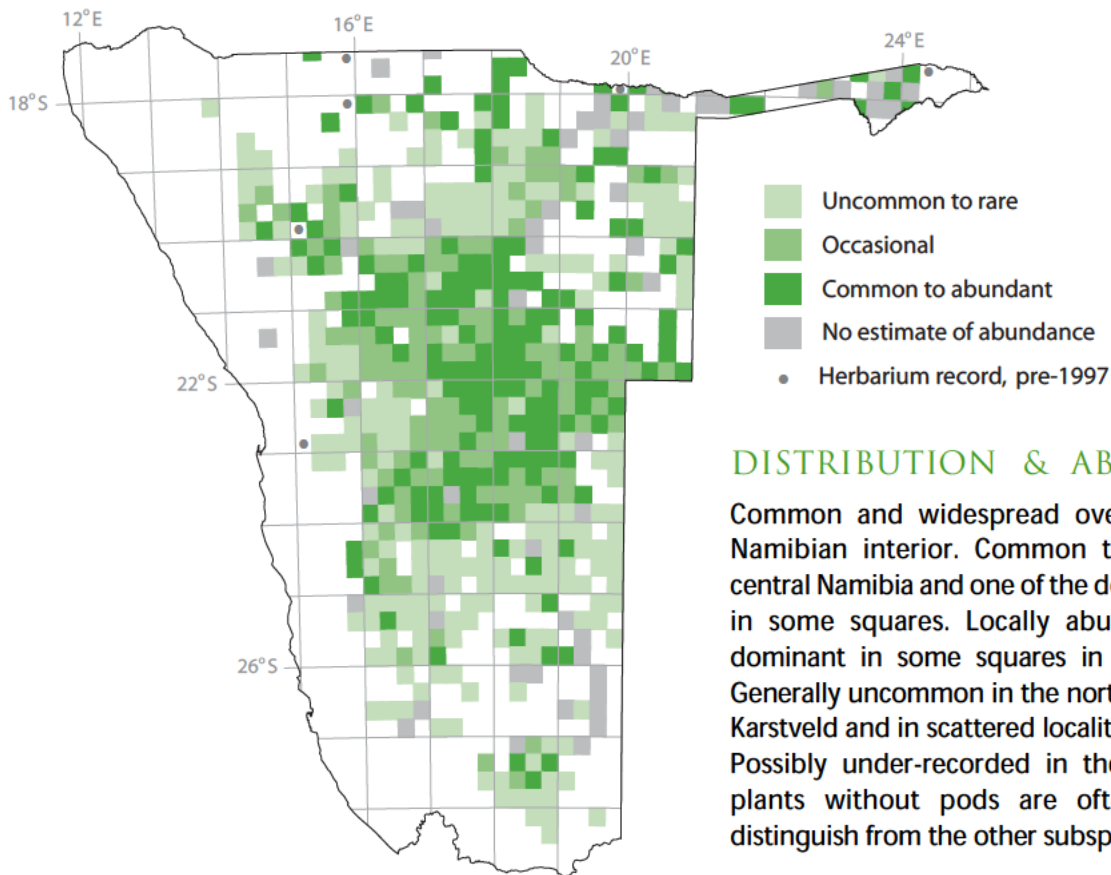 12°E
16°E
20°E
24°E
18°S
22°S
26°S
Uncommon to rare
Occasional
Common to abundant
No estimate of abundance
Herbarium record, pre-1997
DISTRIBUTION & AB
Common and widespread ove
Namibian interior. Common t
central Namibia and one of the d
in some squares. Locally abu
dominant in some squares in
Generally uncommon in the nort
Karstveld and in scattered localit
Possibly under-recorded in the
plants without pods are oft
distinguish from the other subsp